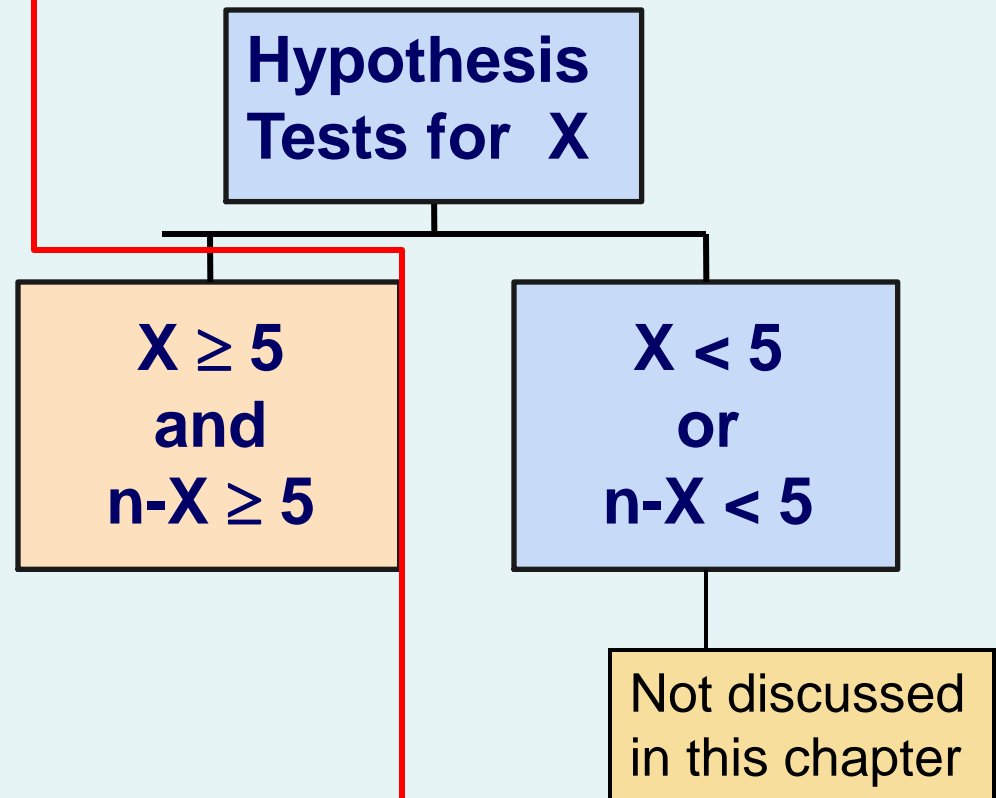 Hypothesis
Tests for X
X ≥ 5
and
n-X ≥ 5
X < 5
or
n-X < 5
Not discussed
in this chapter